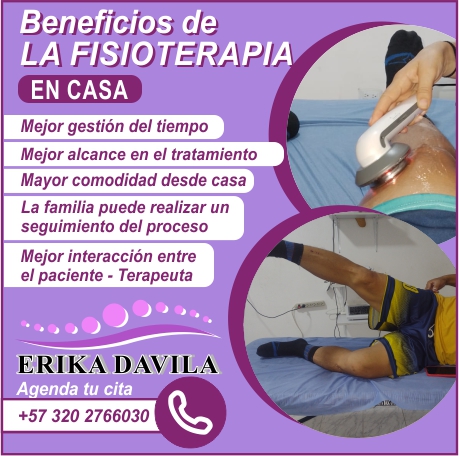 Beneficios de
LA FISIOTERAPIA
EN CASA
Mejor gestión del tiempo
Mejor alcance en el tratamiento
Mayor comodidad desde casa
La familia puede realizar un
seguimiento del proceso
Mejor interacción entre
el paciente - Terapeuta
ERIKA DAVILA
Agenda tu cita
+57 320 2766030